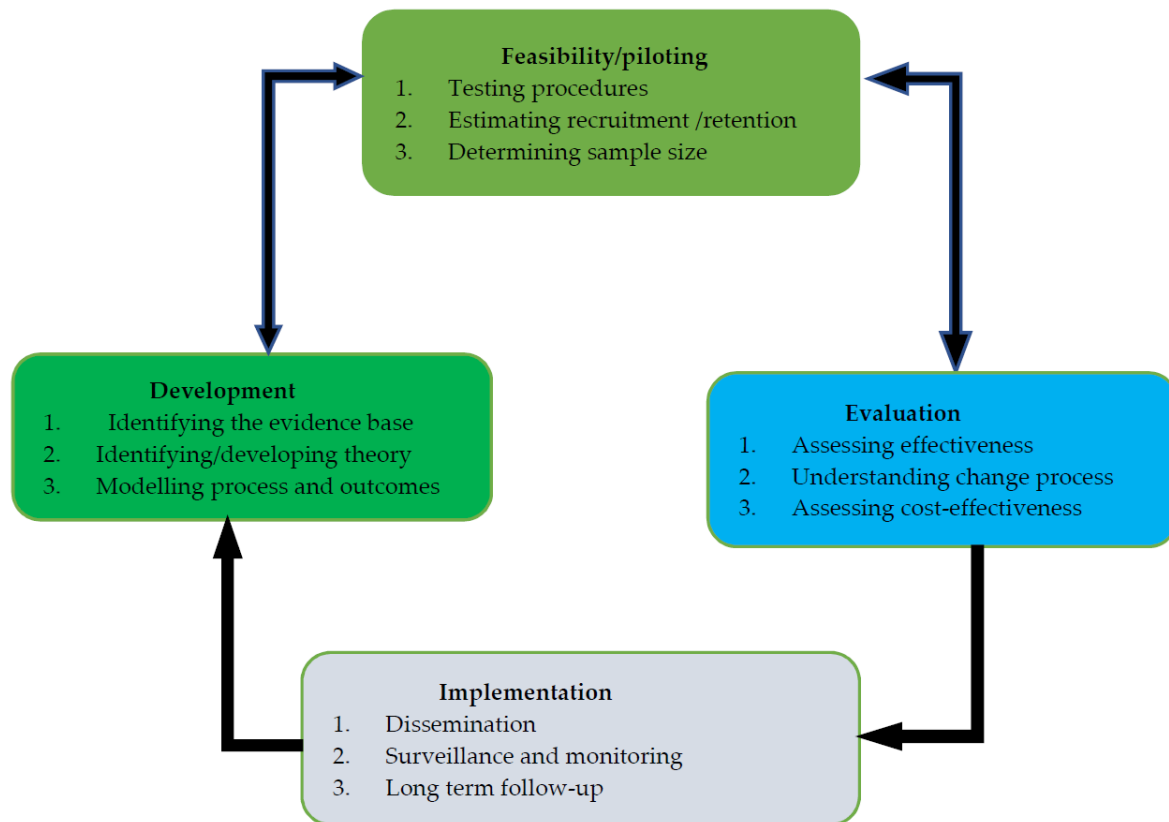 Feasibility/piloting
1. Testing procedures
2. Estimating recruitment /retention
3. Determining sample size
Development
1. Identifying the evidence base
2. Identifying/developing theory
3. Modelling process and outcomes
Evaluation
1. Assessing effectiveness
2. Understanding change process
3. Assessing cost-effectiveness
Implementation
1. Dissemination
2. Surveillance and monitoring
3. Long term follow-up